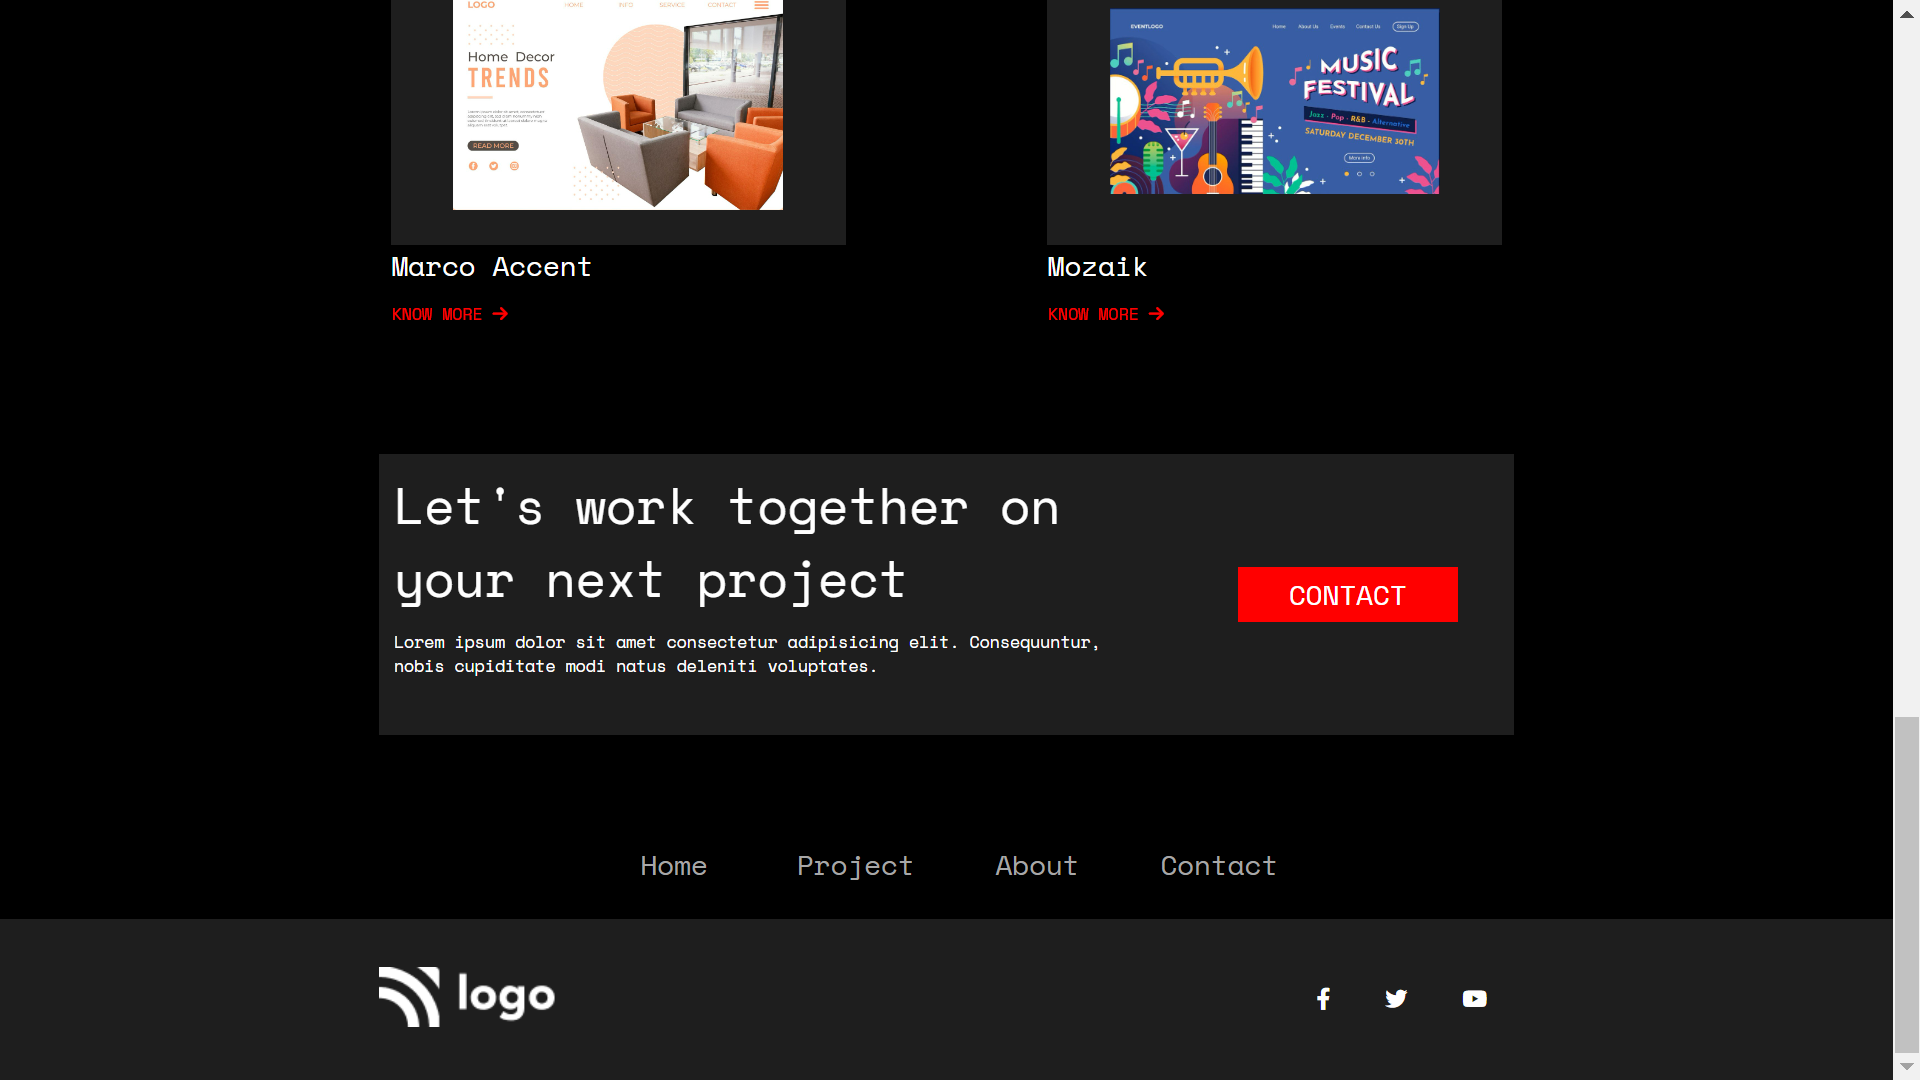 LOGO HOME INFO SERVICE CONTACT
Home Decor
TRENDS
READ MORE
EVENTLOGO Home About Us Events Contact Us Sign Up
MUSIC
FESTIVAL
Jazz - Pop - R&B - Alternative
SATURDAY DECEMBER 30TH
More Info
Marco Accent
KNOW MORE →
Mozaik
KNOW MORE →
Let's work together on
your next project
Lorem ipsum dolor sit amet consectetur adipisicing elit. Consequuntur,
nobis cupiditate modi natus deleniti voluptates.
CONTACT
Home Project About Contact
logo